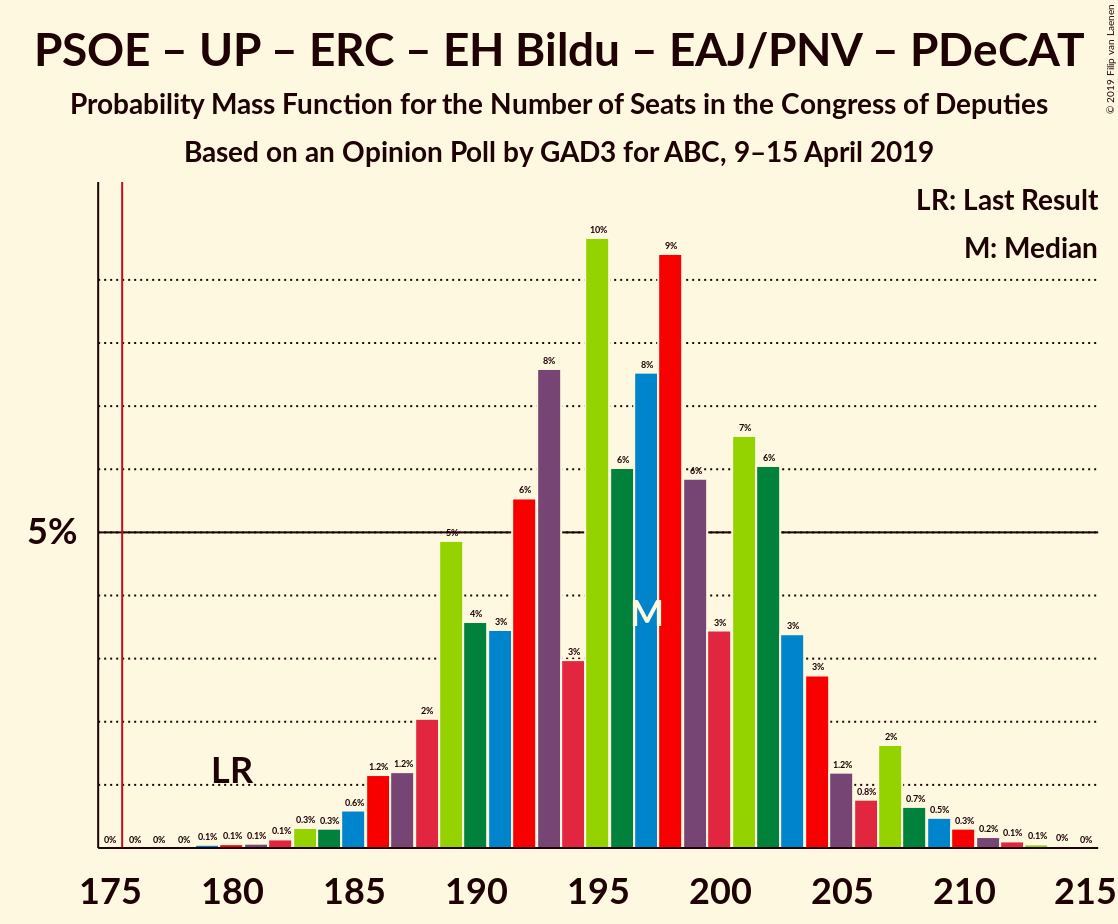 PSOE – UP – ERC – EH Bildu – EAJ/PNV – PDeCAT
Probability Mass Function for the Number of Seats in the Congress of Deputies
Based on an Opinion Poll by GAD3 for ABC, 9–15 April 2019
© 2019 Filip van Laenen
LR: Last Result
M: Median
5%
LR
M
0% 0% 0% 0% 0.1% 0.1% 0.1% 0.1% 0.3% 0.3% 0.6% 1.2% 1.2% 2% 5% 4% 3% 6% 8% 3% 10% 6% 8% 9% 6% 3% 7% 6% 3% 3% 1.2% 0.8% 2% 0.7% 0.5% 0.3% 0.2% 0.1% 0.1% 0% 0%
175 180 185 190 195 200 205 210 215